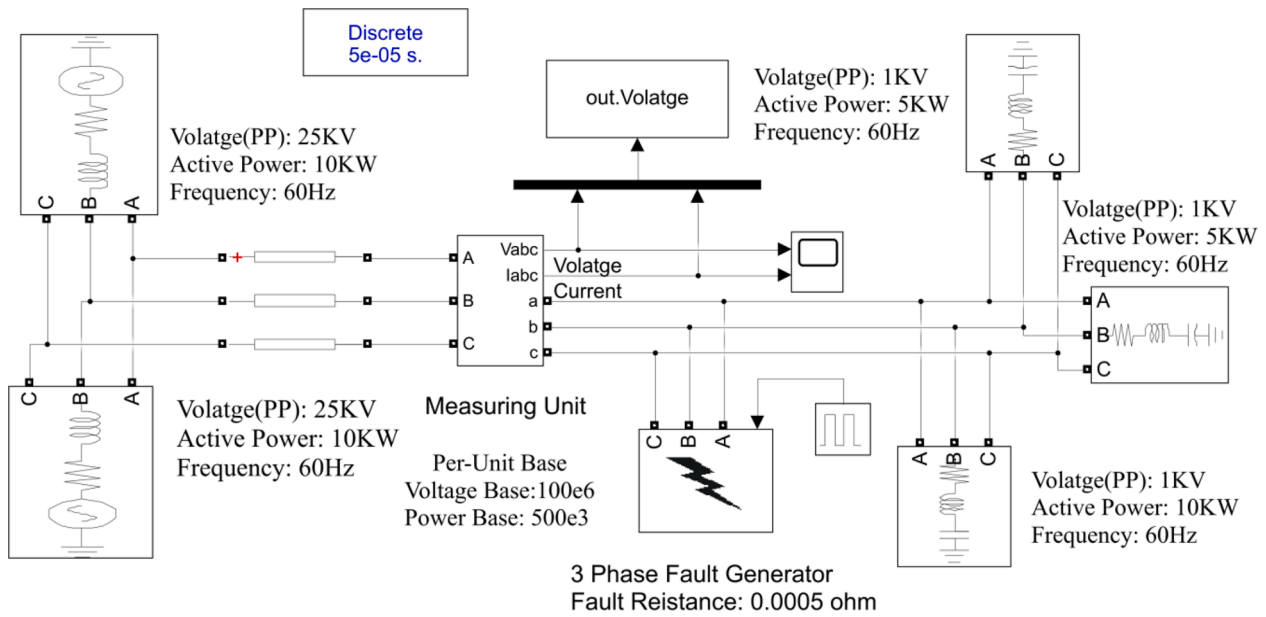 Discrete
5e-05 s.
C B A
Volatge(PP): 25KV
Active Power: 10KW
Frequency: 60Hz
out.Volatge
Volatge(PP): 1KV
Active Power: 5KW
Frequency: 60Hz
A B C
Volatge(PP): 1KV
Active Power: 5KW
Frequency: 60Hz
A
B
C
Vabc
Iabc
a
b
c
Volatge
Current
A
B
C
C B A
Volatge(PP): 25KV
Active Power: 10KW
Frequency: 60Hz
Measuring Unit
Per-Unit Base
Voltage Base:100e6
Power Base: 500e3
C B A
3 Phase Fault Generator
Fault Reistance: 0.0005 ohm
A B C
Volatge(PP): 1KV
Active Power: 10KW
Frequency: 60Hz